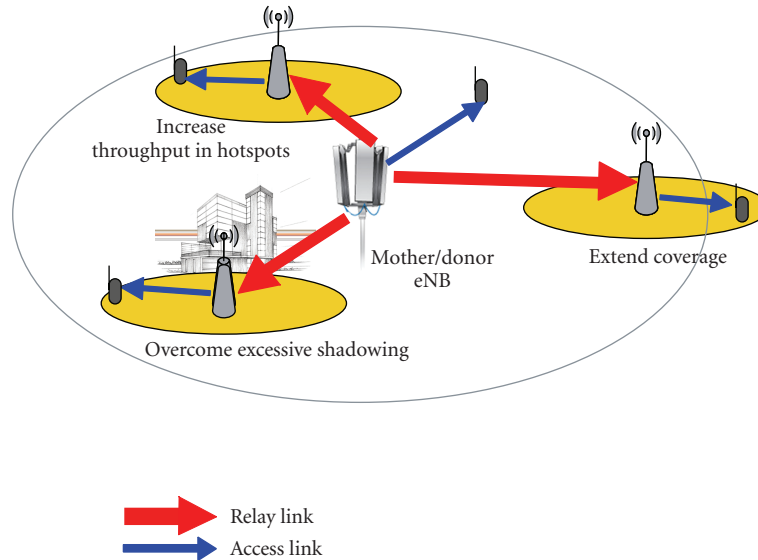 Increase
throughput in hotspots
Mother/donor
eNB
Extend coverage
Overcome excessive shadowing
Relay link
Access link